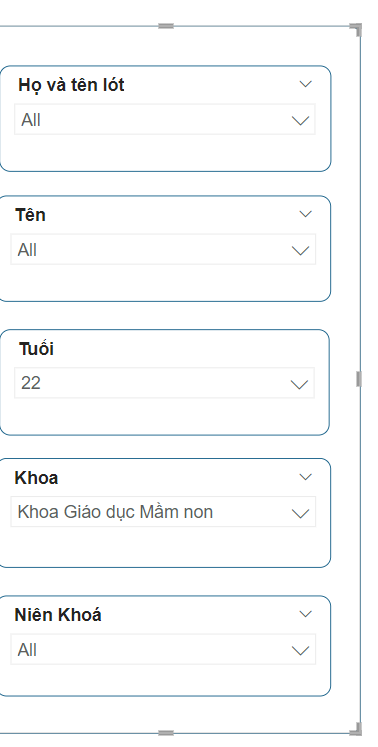 Họ và tên lót
All
Tên
All
Tuổi
22
Khoa
Khoa Giáo dục Mầm non
Niên Khoá
All